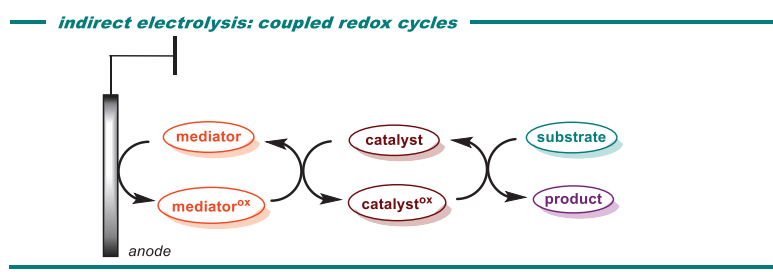 indirect electrolysis: coupled redox cycles
mediator
catalyst
substrate
mediatorᵒˣ
catalystᵒˣ
product
anode